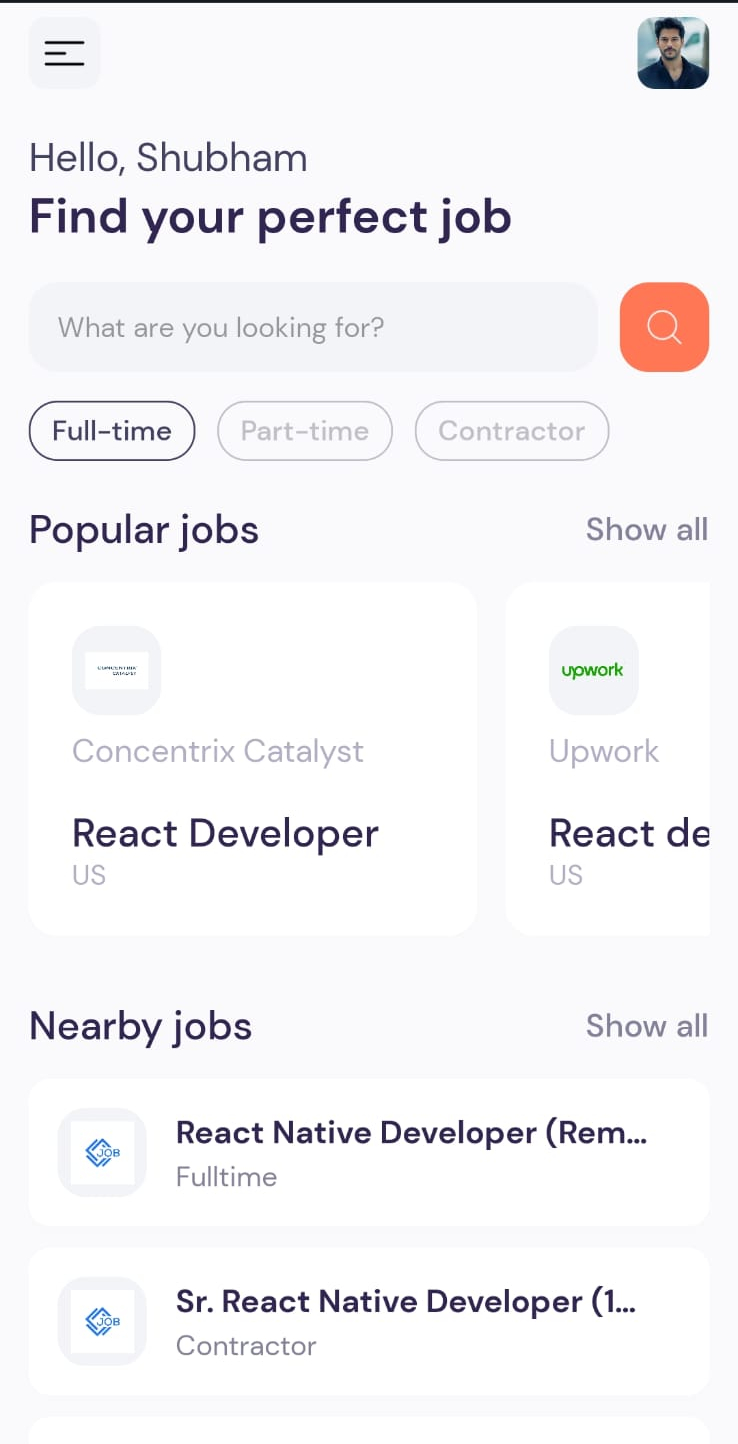 Hello, Shubham
Find your perfect job
What are you looking for?
Full-time
Part-time
Contractor
Popular jobs
Show all
CONCENTRIX
CATALYST
Concentrix Catalyst
React Developer
US
upwork
Upwork
React de
US
Nearby jobs
Show all
JOB
React Native Developer (Rem...
Fulltime
JOB
Sr. React Native Developer (1...
Contractor